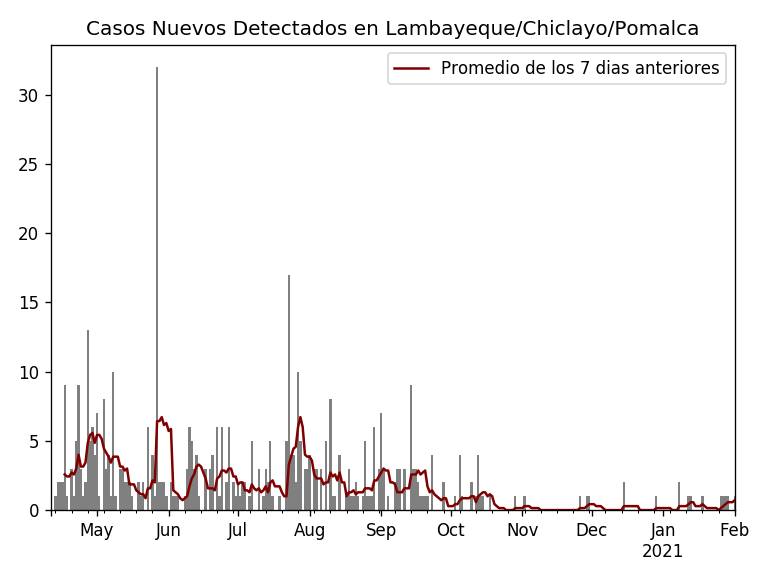 Casos Nuevos Detectados en Lambayeque/Chiclayo/Pomalca
Promedio de los 7 dias anteriores
30
25
20
15
10
5
0
May Jun Jul Aug Sep Oct Nov Dec Jan Feb
2021